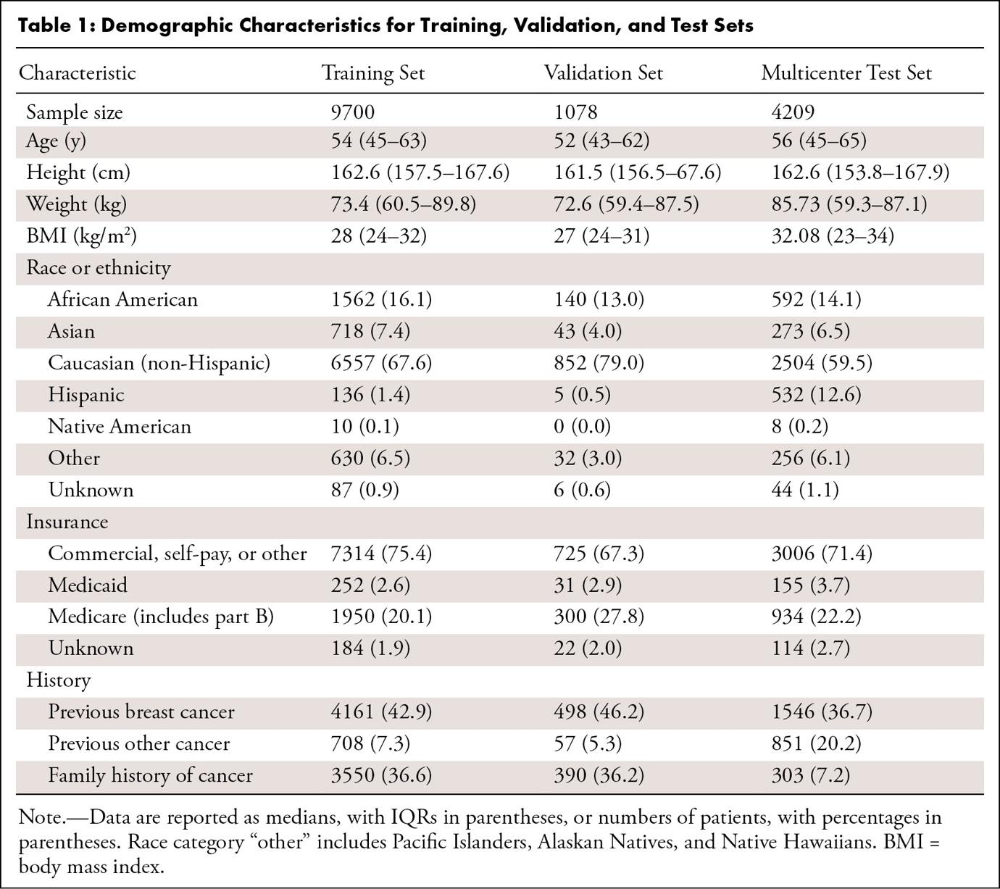 Table 1: Demographic Characteristics for Training, Validation, and Test Sets
Characteristic Training Set Validation Set Multicenter Test Set
Sample size 9700 1078 4209
Age (y) 54 (45–63) 52 (43–62) 56 (45–65)
Height (cm) 162.6 (157.5–167.6) 161.5 (156.5–67.6) 162.6 (153.8–167.9)
Weight (kg) 73.4 (60.5–89.8) 72.6 (59.4–87.5) 85.73 (59.3–87.1)
BMI (kg/m²) 28 (24–32) 27 (24–31) 32.08 (23–34)
Race or ethnicity
African American 1562 (16.1) 140 (13.0) 592 (14.1)
Asian 718 (7.4) 43 (4.0) 273 (6.5)
Caucasian (non-Hispanic) 6557 (67.6) 852 (79.0) 2504 (59.5)
Hispanic 136 (1.4) 5 (0.5) 532 (12.6)
Native American 10 (0.1) 0 (0.0) 8 (0.2)
Other 630 (6.5) 32 (3.0) 256 (6.1)
Unknown 87 (0.9) 6 (0.6) 44 (1.1)
Insurance
Commercial, self-pay, or other 7314 (75.4) 725 (67.3) 3006 (71.4)
Medicaid 252 (2.6) 31 (2.9) 155 (3.7)
Medicare (includes part B) 1950 (20.1) 300 (27.8) 934 (22.2)
Unknown 184 (1.9) 22 (2.0) 114 (2.7)
History
Previous breast cancer 4161 (42.9) 498 (46.2) 1546 (36.7)
Previous other cancer 708 (7.3) 57 (5.3) 851 (20.2)
Family history of cancer 3550 (36.6) 390 (36.2) 303 (7.2)
Note.—Data are reported as medians, with IQRs in parentheses, or numbers of patients, with percentages in
parentheses. Race category “other” includes Pacific Islanders, Alaskan Natives, and Native Hawaiians. BMI =
body mass index.